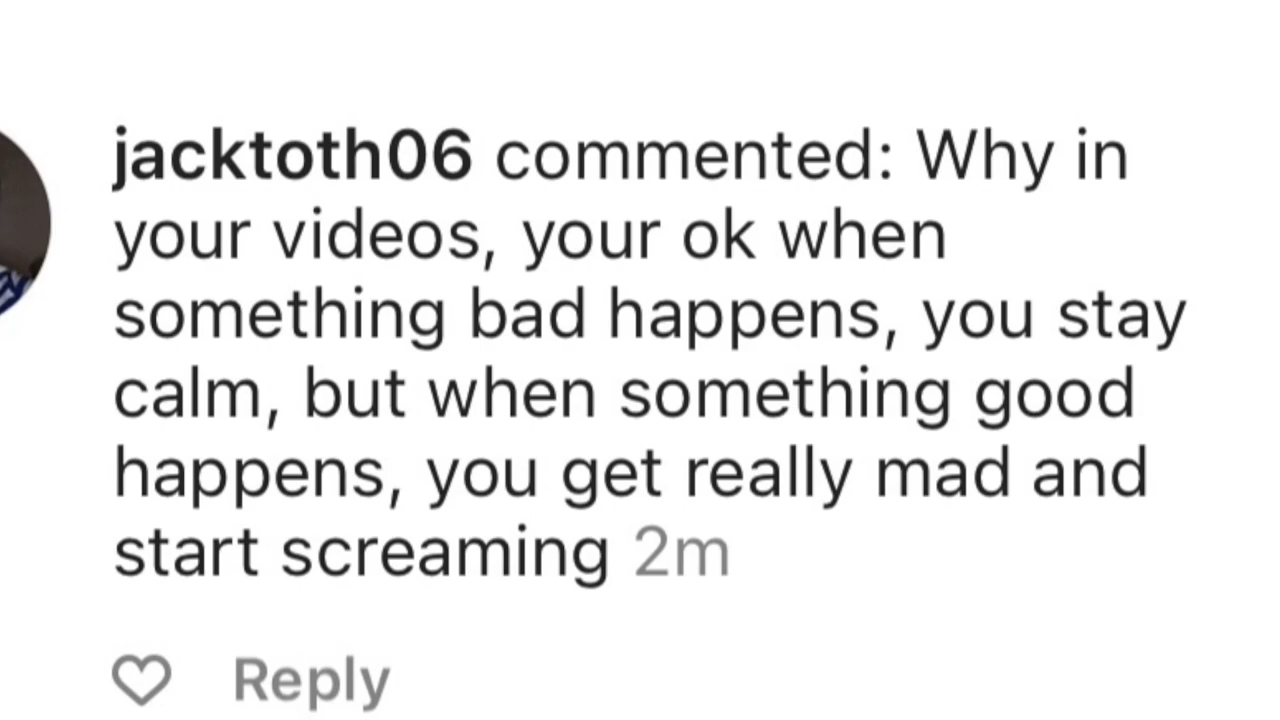 jacktoth06 commented: Why in
your videos, your ok when
something bad happens, you stay
calm, but when something good
happens, you get really mad and
start screaming 2m
Reply